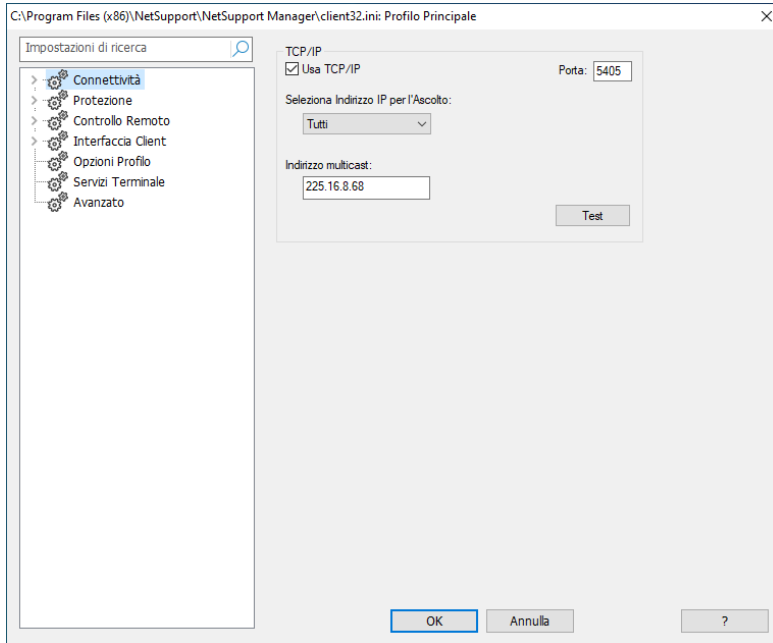 C:\Program Files (x86)\NetSupport\NetSupport Manager\client32.ini: Profilo Principale
Impostazioni di ricerca
Connettività
Protezione
Controllo Remoto
Interfaccia Client
Opzioni Profilo
Servizi Terminale
Avanzato
TCP/IP
Usa TCP/IP
Porta: 5405
Seleziona Indirizzo IP per l'Ascolto:
Tutti
Indirizzo multicast:
225.16.8.68
Test
OK
Annulla
?